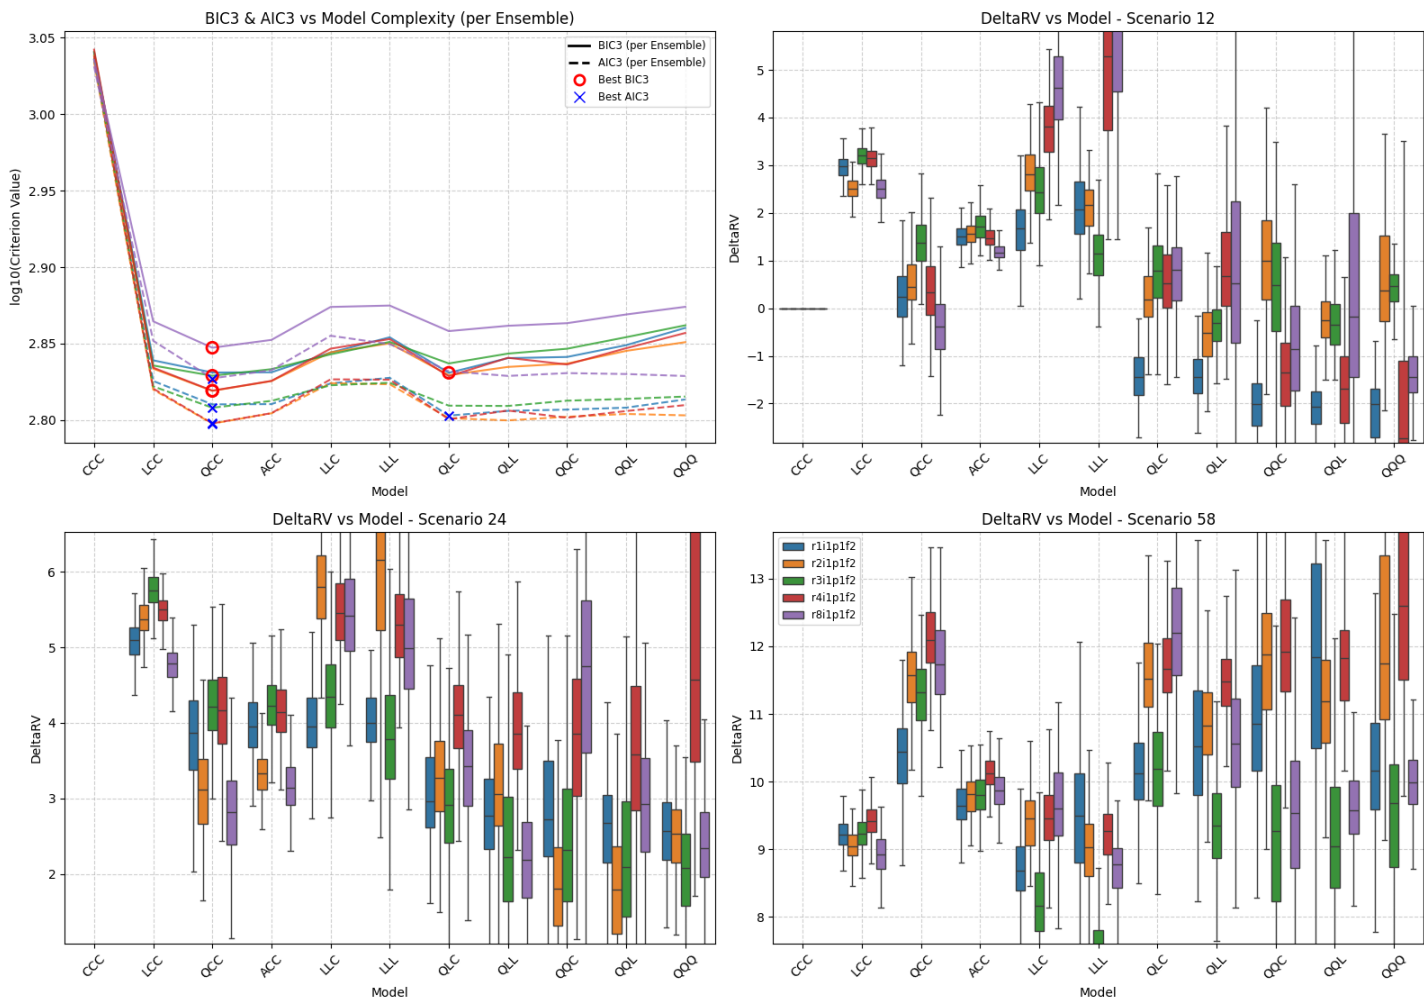 BIC3 & AIC3 vs Model Complexity (per Ensemble)
log10(Criterion Value)
3.05
3.00
2.95
2.90
2.85
2.80
BIC3 (per Ensemble)
AIC3 (per Ensemble)
Best BIC3
Best AIC3
CCC LCC QCC ACC LLC LLL QLC QLL QQC QQL QQQ
Model
DeltaRV vs Model - Scenario 12
DeltaRV
5
4
3
2
1
0
−1
−2
CCC LCC QCC ACC LLC LLL QLC QLL QQC QQL QQQ
Model
DeltaRV vs Model - Scenario 24
DeltaRV
6
5
4
3
2
CCC LCC QCC ACC LLC LLL QLC QLL QQC QQL QQQ
Model
DeltaRV vs Model - Scenario 58
DeltaRV
13
12
11
10
9
8
r1i1p1f2
r2i1p1f2
r3i1p1f2
r4i1p1f2
r8i1p1f2
CCC LCC QCC ACC LLC LLL QLC QLL QQC QQL QQQ
Model